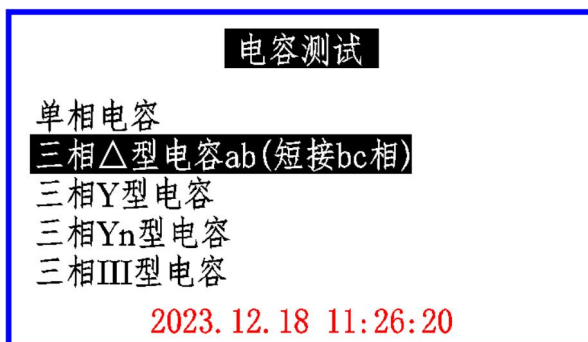 电容测试
单相电容
三相△型电容ab(短接bc相)
三相Y型电容
三相Yn型电容
三相III型电容
2023.12.18 11:26:20